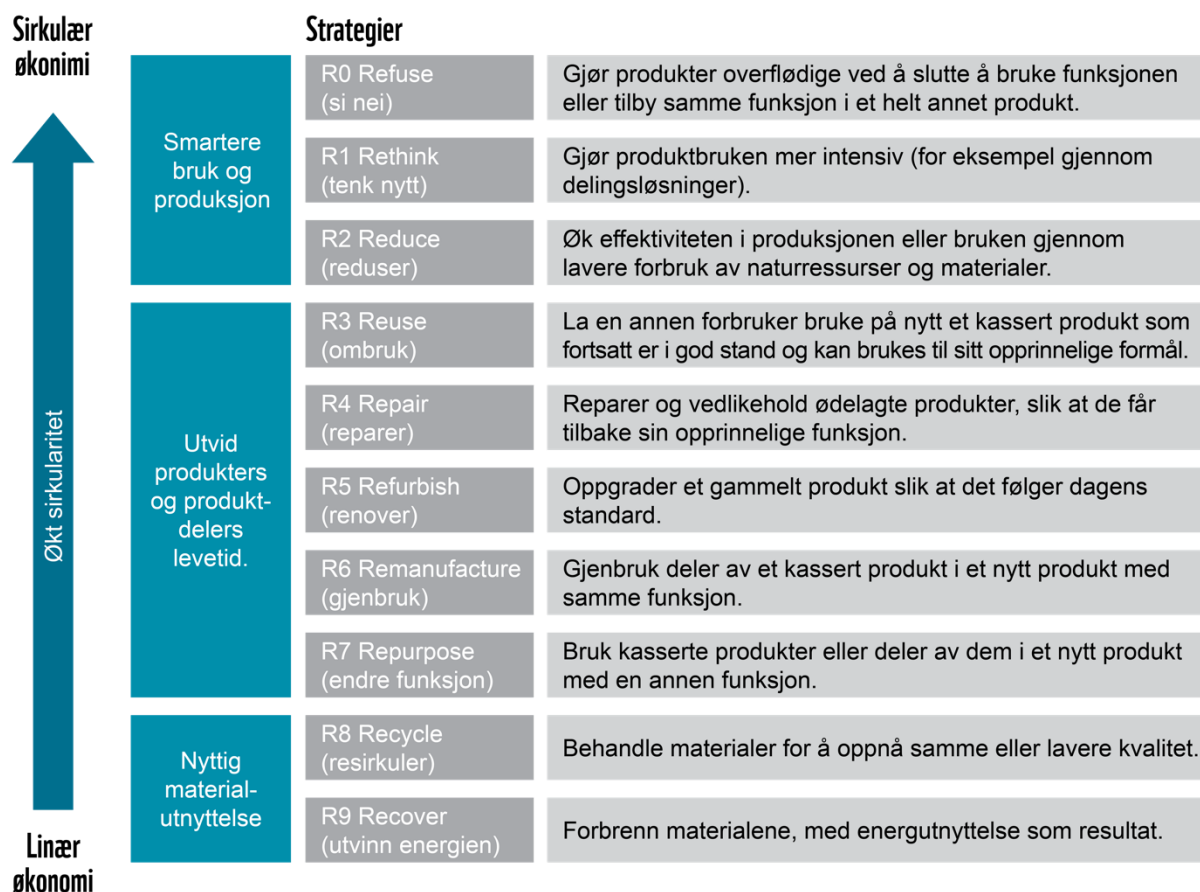 Sirkulær
økonimi
Strategier
Smartere
bruk og
produksjon
R0 Refuse
(si nei)
Gjør produkter overflødige ved å slutte å bruke funksjonen
eller tilby samme funksjon i et helt annet produkt.
R1 Rethink
(tenk nytt)
Gjør produktbruken mer intensiv (for eksempel gjennom
delingsløsninger).
R2 Reduce
(reduser)
Øk effektiviteten i produksjonen eller bruken gjennom
lavere forbruk av naturressurser og materialer.
Økt sirkularitet
Utvid
produkters
og produkt-
delers
levetid.
R3 Reuse
(ombruk)
La en annen forbruker bruke på nytt et kassert produkt som
fortsatt er i god stand og kan brukes til sitt opprinnelige formål.
R4 Repair
(reparer)
Reparer og vedlikehold ødelagte produkter, slik at de får
tilbake sin opprinnelige funksjon.
R5 Refurbish
(renover)
Oppgrader et gammelt produkt slik at det følger dagens
standard.
R6 Remanufacture
(gjenbruk)
Gjenbruk deler av et kassert produkt i et nytt produkt med
samme funksjon.
R7 Repurpose
(endre funksjon)
Bruk kasserte produkter eller deler av dem i et nytt produkt
med en annen funksjon.
Nyttig
material-
utnyttelse
R8 Recycle
(resirkuler)
Behandle materialer for å oppnå samme eller lavere kvalitet.
R9 Recover
(utvinn energien)
Forbrenn materialene, med energutnyttelse som resultat.
Linær
økonomi